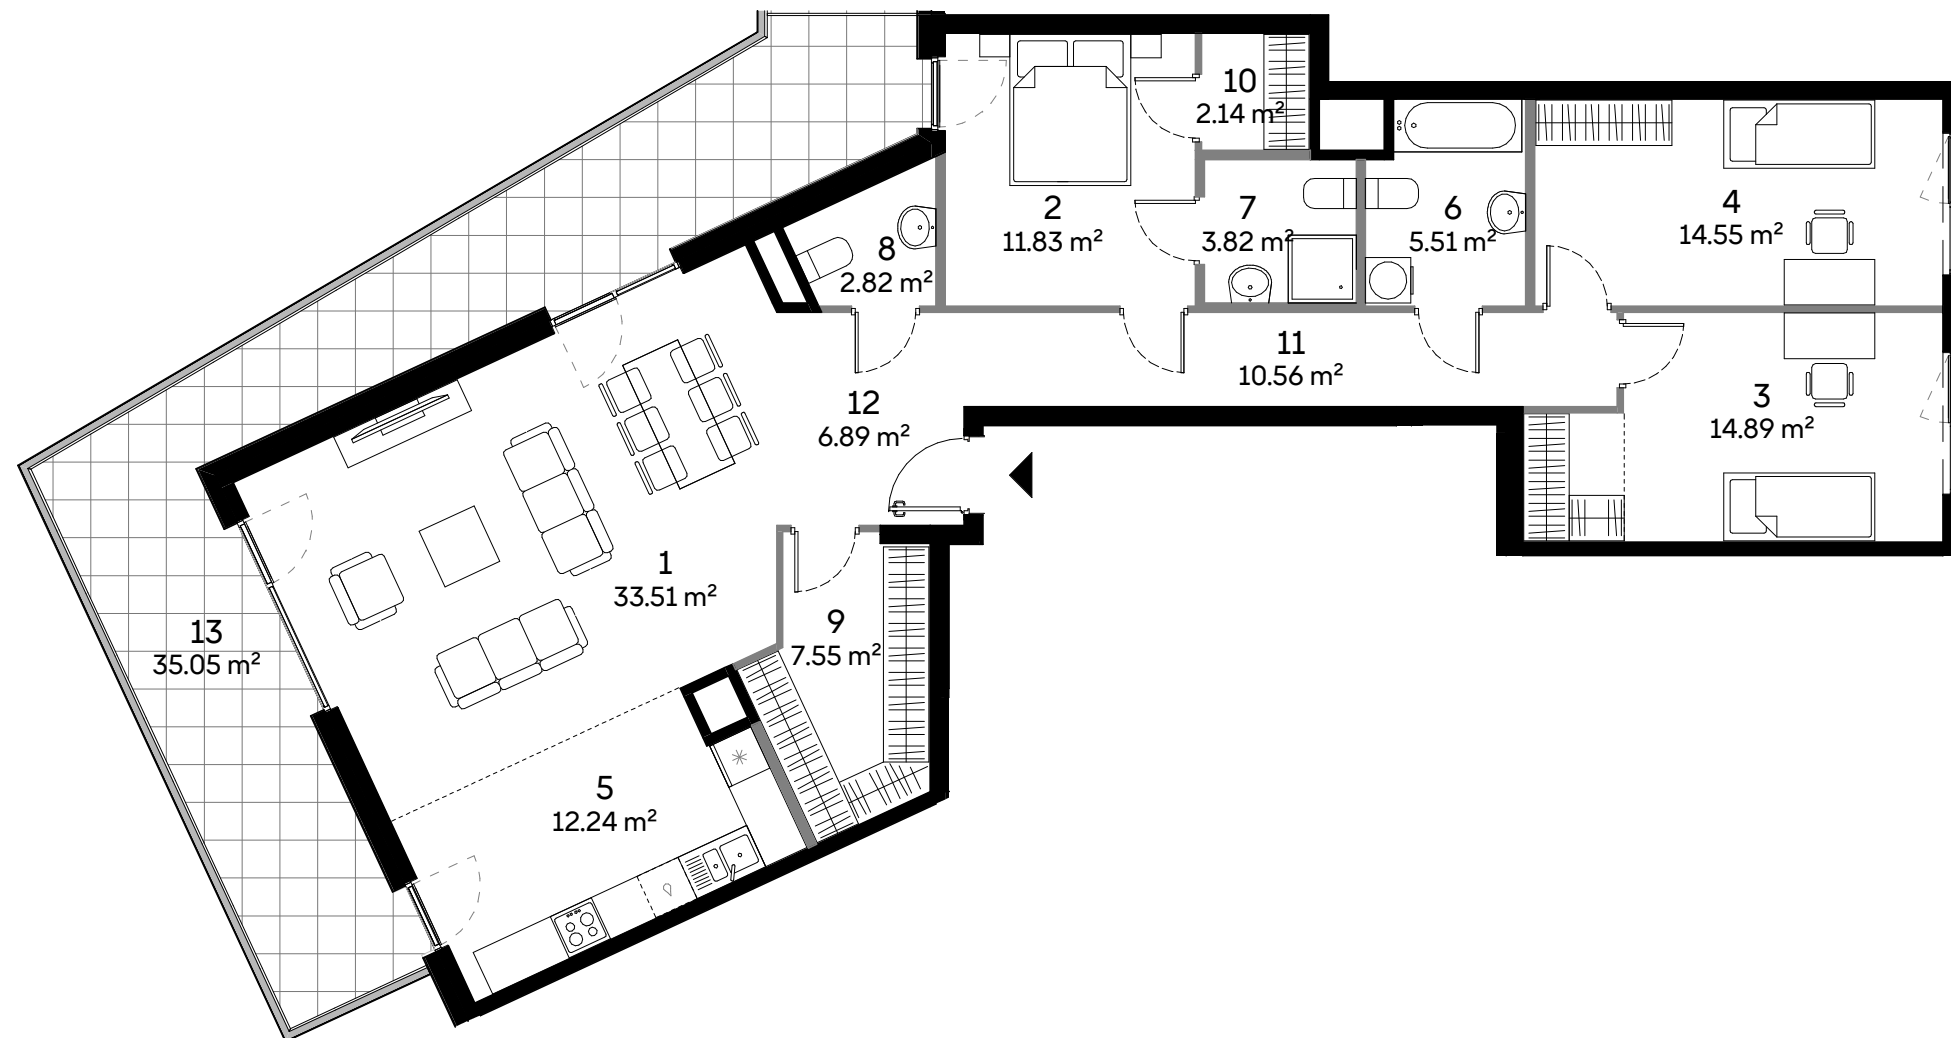 10
2.14 m²
2
11.83 m²
7
3.82 m²
6
5.51 m²
4
14.55 m²
8
2.82 m²
11
10.56 m²
12
6.89 m²
3
14.89 m²
1
33.51 m²
9
7.55 m²
13
35.05 m²
5
12.24 m²